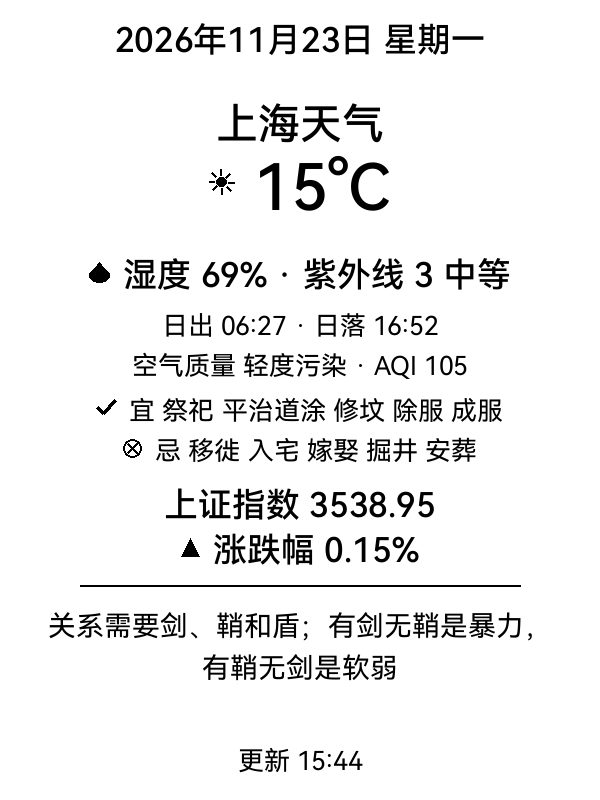 2026年11月23日 星期一
上海天气
15°C
湿度 69% · 紫外线 3 中等
日出 06:27 · 日落 16:52
空气质量 轻度污染 · AQI 105
宜 祭祀 平治道涂 修坟 除服 成服
忌 移徙 入宅 嫁娶 掘井 安葬
上证指数 3538.95
▲ 涨跌幅 0.15%
关系需要剑、鞘和盾；有剑无鞘是暴力，
有鞘无剑是软弱
更新 15:44